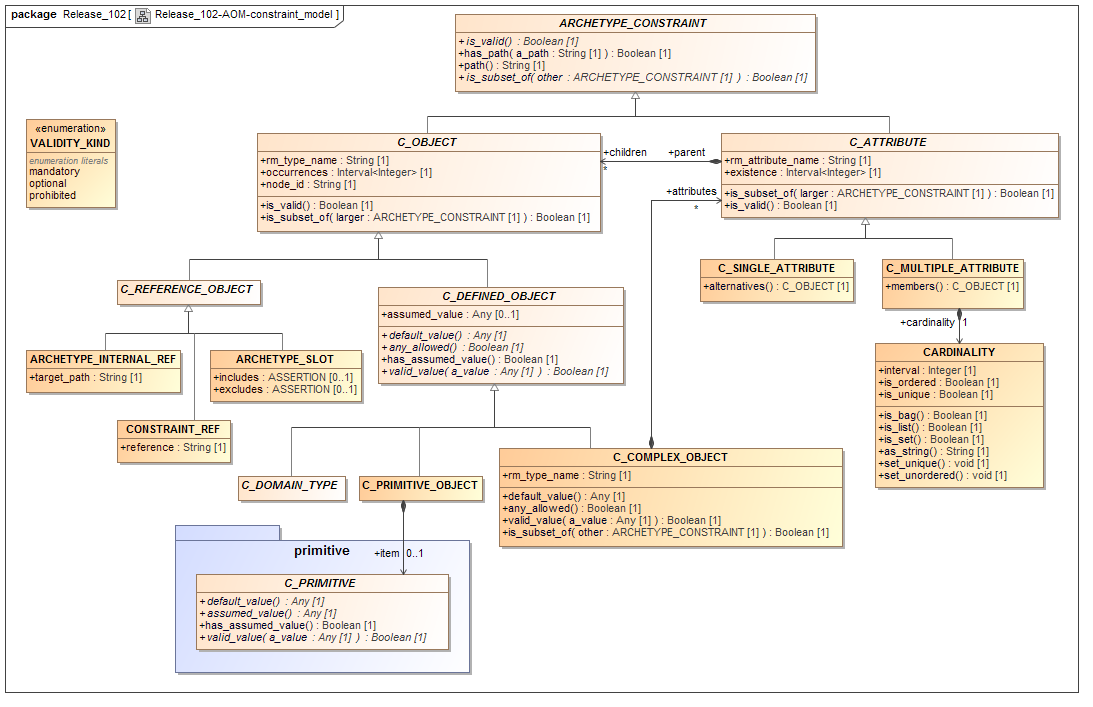 package Release_102 [ Release_102-AOM-constraint_model ]
ARCHETYPE_CONSTRAINT
+is_valid() : Boolean [1]
+has_path( a_path : String [1] ) : Boolean [1]
+path() : String [1]
+is_subset_of( other : ARCHETYPE_CONSTRAINT [1] ) : Boolean [1]
«enumeration»
VALIDITY_KIND
enumeration literals
mandatory
optional
prohibited
C_OBJECT
+rm_type_name : String [1]
+occurrences : Interval<Integer> [1]
+node_id : String [1]
+is_valid() : Boolean [1]
+is_subset_of( larger : ARCHETYPE_CONSTRAINT [1] ) : Boolean [1]
+children
*
+parent
C_ATTRIBUTE
+rm_attribute_name : String [1]
+existence : Interval<Integer> [1]
+is_subset_of( larger : ARCHETYPE_CONSTRAINT [1] ) : Boolean [1]
+is_valid() : Boolean [1]
+attributes
*
C_REFERENCE_OBJECT
C_DEFINED_OBJECT
+assumed_value : Any [0..1]
+default_value() : Any [1]
+any_allowed() : Boolean [1]
+has_assumed_value() : Boolean [1]
+valid_value( a_value : Any [1] ) : Boolean [1]
C_SINGLE_ATTRIBUTE
+alternatives() : C_OBJECT [1]
C_MULTIPLE_ATTRIBUTE
+members() : C_OBJECT [1]
+cardinality 1
ARCHETYPE_INTERNAL_REF
+target_path : String [1]
ARCHETYPE_SLOT
+includes : ASSERTION [0..1]
+excludes : ASSERTION [0..1]
CARDINALITY
+interval : Integer [1]
+is_ordered : Boolean [1]
+is_unique : Boolean [1]
+is_bag() : Boolean [1]
+is_list() : Boolean [1]
+is_set() : Boolean [1]
+as_string() : String [1]
+set_unique() : void [1]
+set_unordered() : void [1]
CONSTRAINT_REF
+reference : String [1]
C_DOMAIN_TYPE
C_PRIMITIVE_OBJECT
C_COMPLEX_OBJECT
+rm_type_name : String [1]
+default_value() : Any [1]
+any_allowed() : Boolean [1]
+valid_value( a_value : Any [1] ) : Boolean [1]
+is_subset_of( other : ARCHETYPE_CONSTRAINT [1] ) : Boolean [1]
primitive
+item 0..1
C_PRIMITIVE
+default_value() : Any [1]
+assumed_value() : Any [1]
+has_assumed_value() : Boolean [1]
+valid_value( a_value : Any [1] ) : Boolean [1]